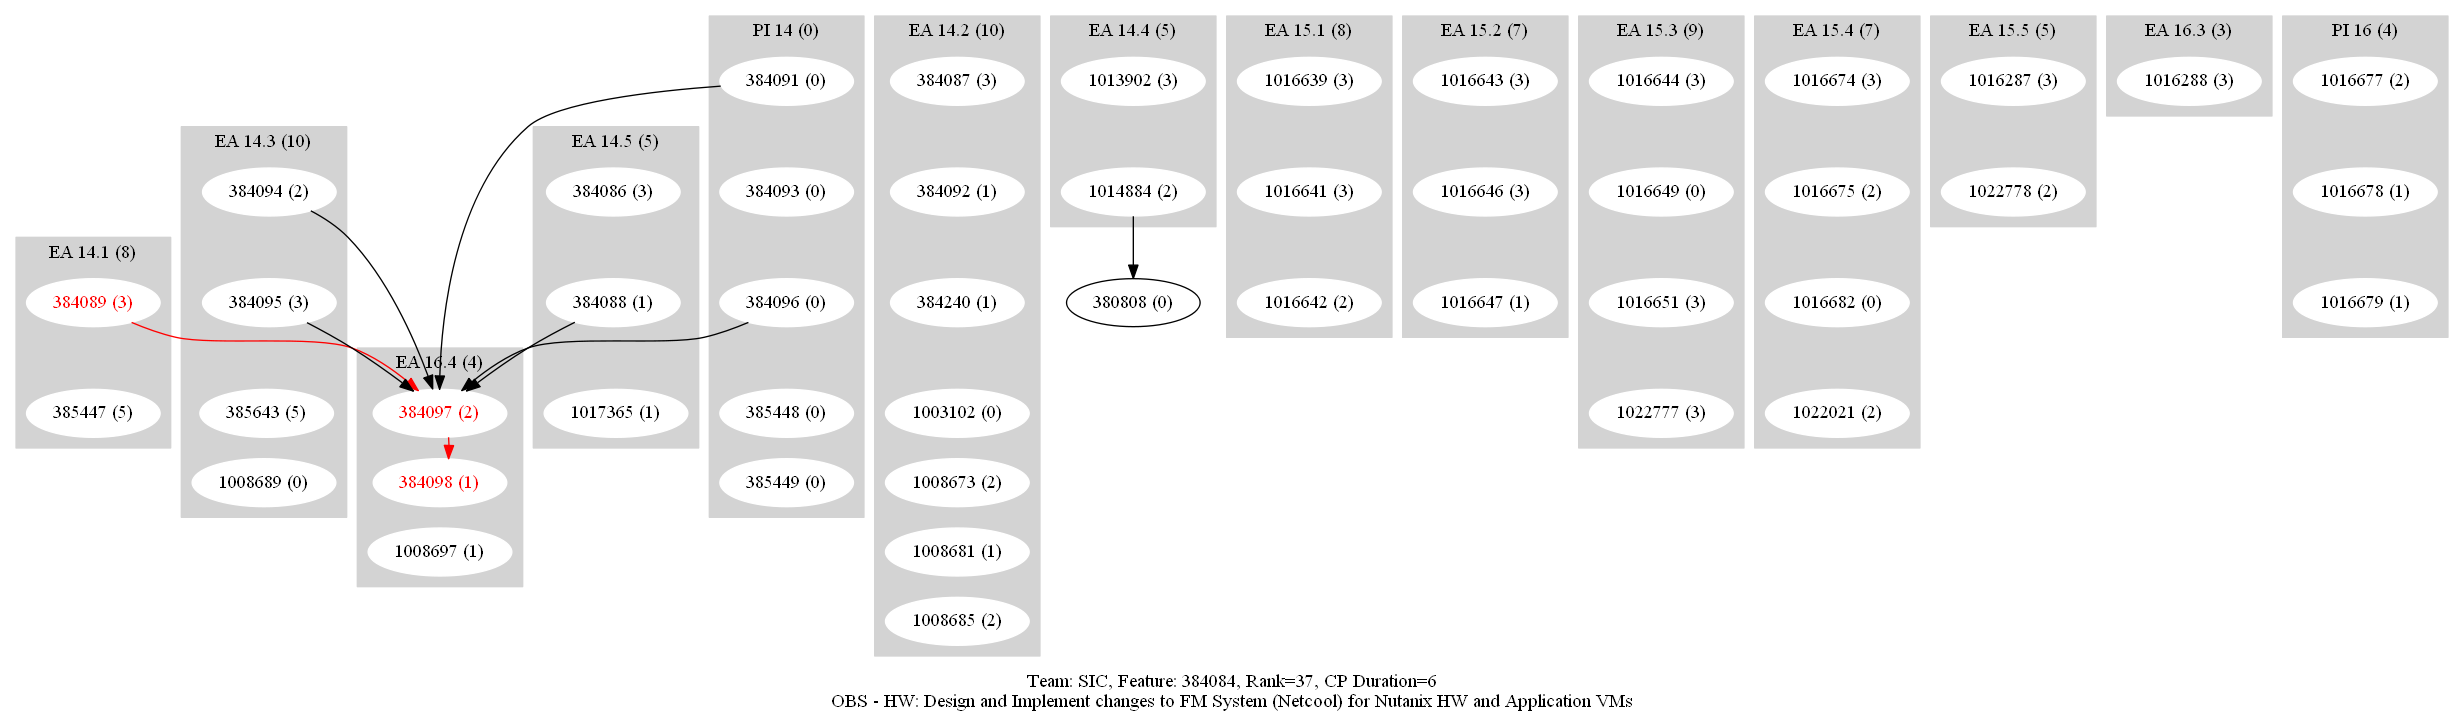 PI 14 (0)
384091 (0)
384093 (0)
384096 (0)
385448 (0)
385449 (0)
EA 14.2 (10)
384087 (3)
384092 (1)
384240 (1)
1003102 (0)
1008673 (2)
1008681 (1)
1008685 (2)
EA 14.4 (5)
1013902 (3)
1014884 (2)
380808 (0)
EA 15.1 (8)
1016639 (3)
1016641 (3)
1016642 (2)
EA 15.2 (7)
1016643 (3)
1016646 (3)
1016647 (1)
EA 15.3 (9)
1016644 (3)
1016649 (0)
1016651 (3)
1022777 (3)
EA 15.4 (7)
1016674 (3)
1016675 (2)
1016682 (0)
1022021 (2)
EA 15.5 (5)
1016287 (3)
1022778 (2)
EA 16.3 (3)
1016288 (3)
PI 16 (4)
1016677 (2)
1016678 (1)
1016679 (1)
EA 14.3 (10)
384094 (2)
384095 (3)
385643 (5)
1008689 (0)
EA 14.5 (5)
384086 (3)
384088 (1)
1017365 (1)
EA 14.1 (8)
384089 (3)
385447 (5)
EA 16.4 (4)
384097 (2)
384098 (1)
1008697 (1)
Team: SIC, Feature: 384084, Rank=37, CP Duration=6
OBS - HW: Design and Implement changes to FM System (Netcool) for Nutanix HW and Application VMs